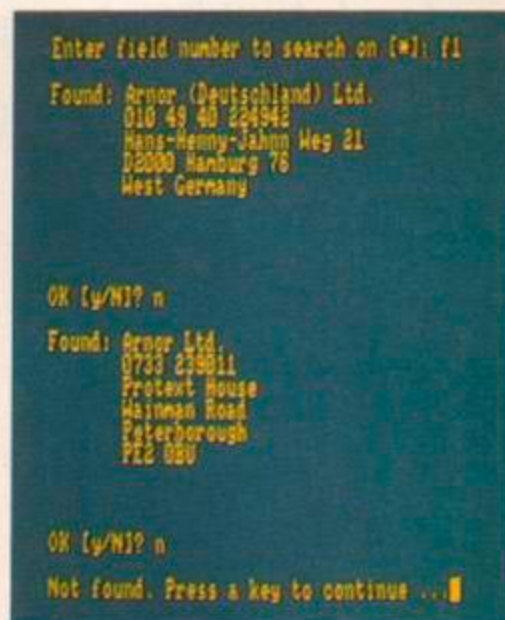 Enter field number to search on [*]: f1
Found: Arnor (Deutschland) Ltd.
010 49 40 224942
Hans-Henny-Jahnn Weg 21
D2000 Hamburg 76
West Germany
OK [y/N]? n
Found: Arnor Ltd.
0733 239011
Protext House
Wainman Road
Peterborough
PE2 0BU
OK [y/N]? n
Not found. Press a key to continue ...